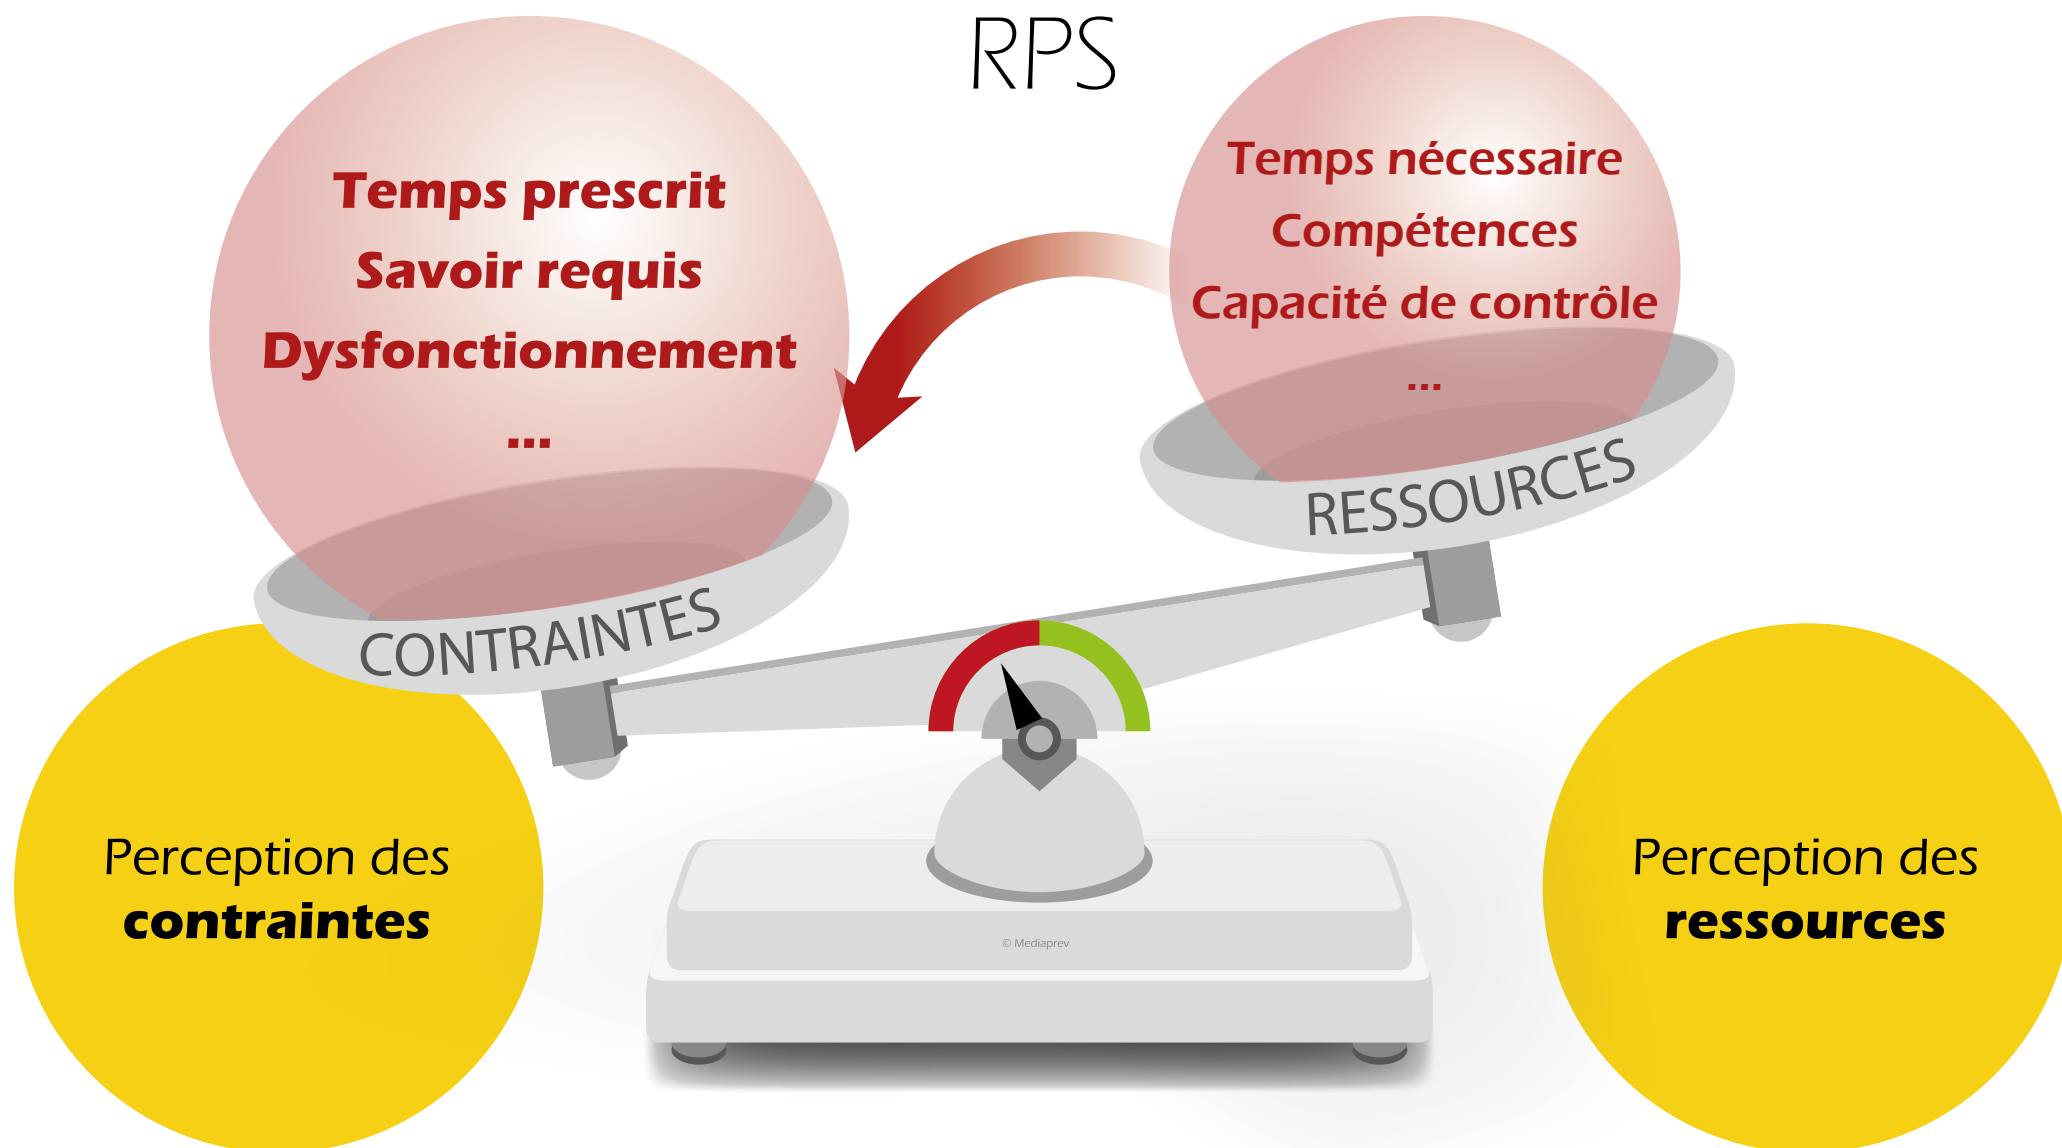 RPS
Temps prescrit
Savoir requis
Dysfonctionnement
...
CONTRAINTES
Temps nécessaire
Compétences
Capacité de contrôle
...
RESSOURCES
Perception des
contraintes
Perception des
ressources
© Mediaprev